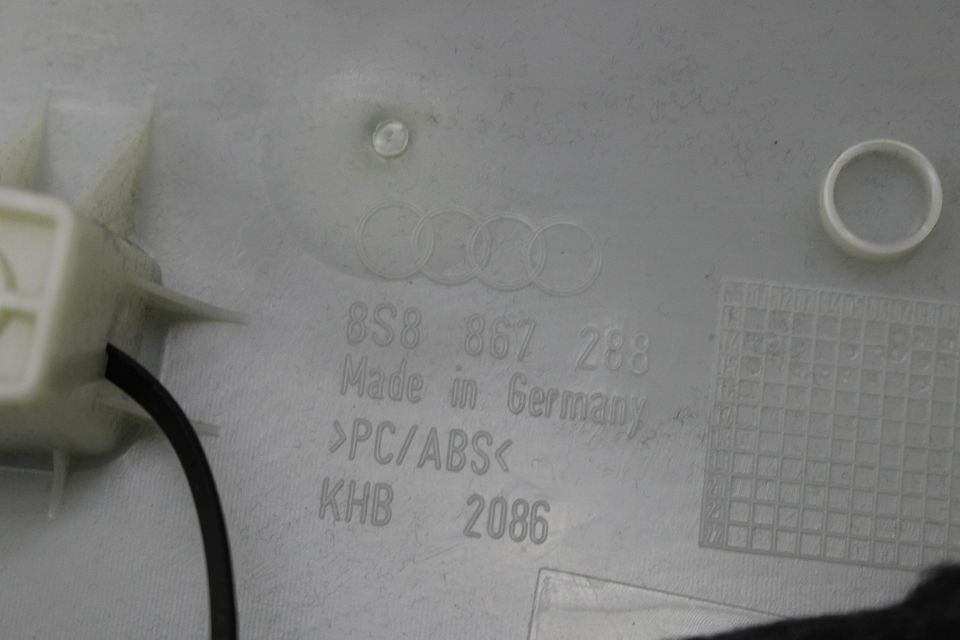 8S8 867 288
Made in Germany
>PC/ABS<
KHB 2086